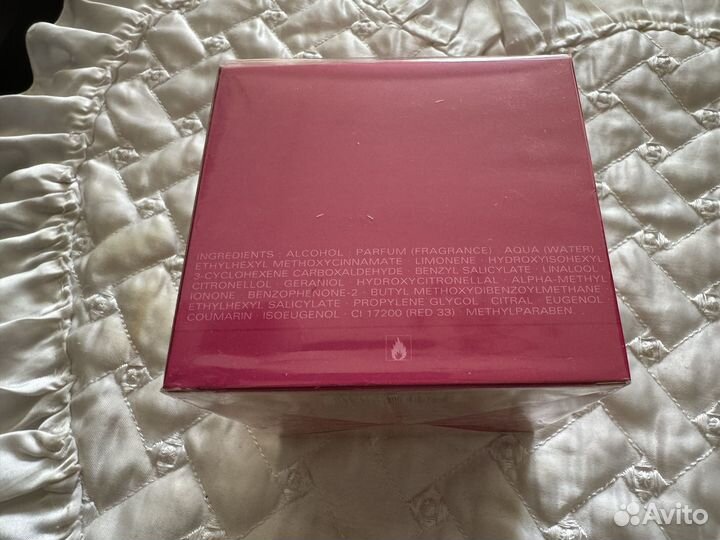 INGREDIENTS · ALCOHOL · PARFUM (FRAGRANCE) · AQUA (WATER)
ETHYLHEXYL METHOXYCINNAMATE · LIMONENE · HYDROXYISOHEXYL
3-CYCLOHEXENE CARBOXALDEHYDE · BENZYL SALICYLATE · LINALOOL
CITRONELLOL · GERANIOL · HYDROXYCITRONELLAL · ALPHA-METHYL
IONONE · BENZOPHENONE-2 · BUTYL METHOXYDIBENZOYLMETHANE
ETHYLHEXYL SALICYLATE · PROPYLENE GLYCOL · CITRAL · EUGENOL
COUMARIN · ISOEUGENOL · CI 17200 (RED 33) · METHYLPARABEN
Avito